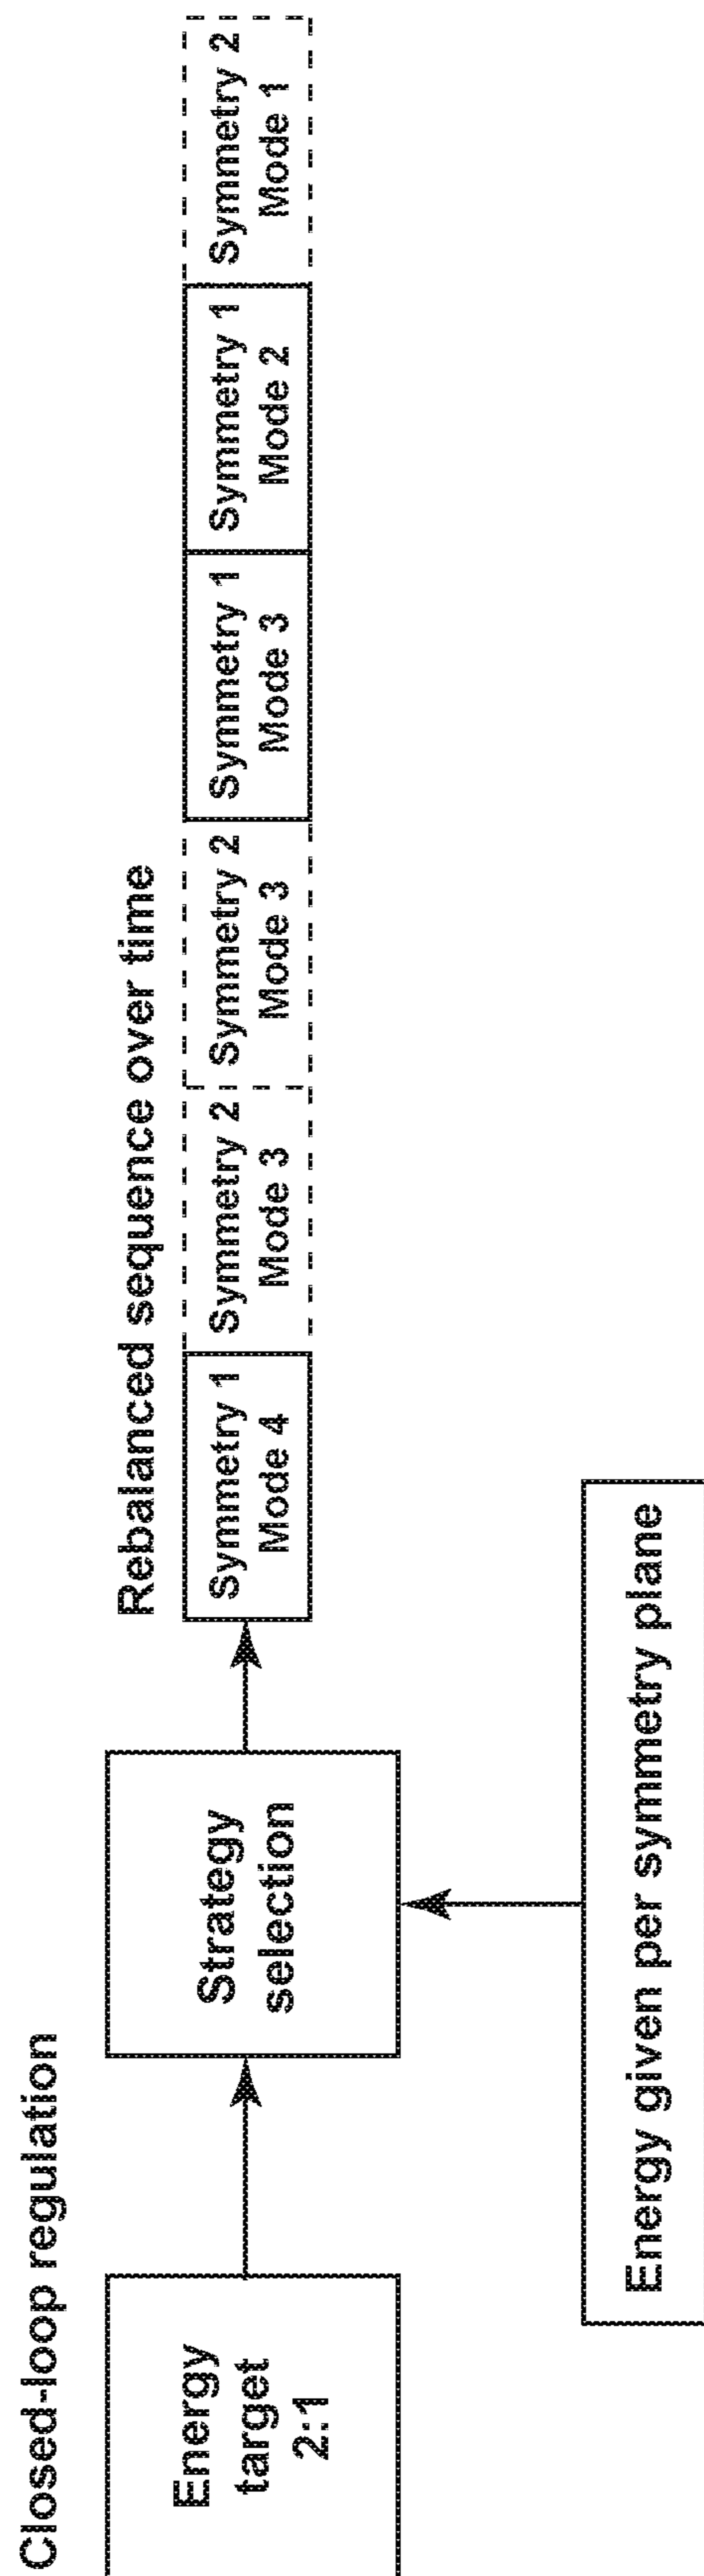 Closed-loop regulation
Energy
target
2:1
Strategy
selection
Energy given per symmetry plane
Rebalanced sequence over time
Symmetry 1
Mode 4
Symmetry 2
Mode 3
Symmetry 2
Mode 3
Symmetry 1
Mode 3
Symmetry 1
Mode 2
Symmetry 2
Mode 1